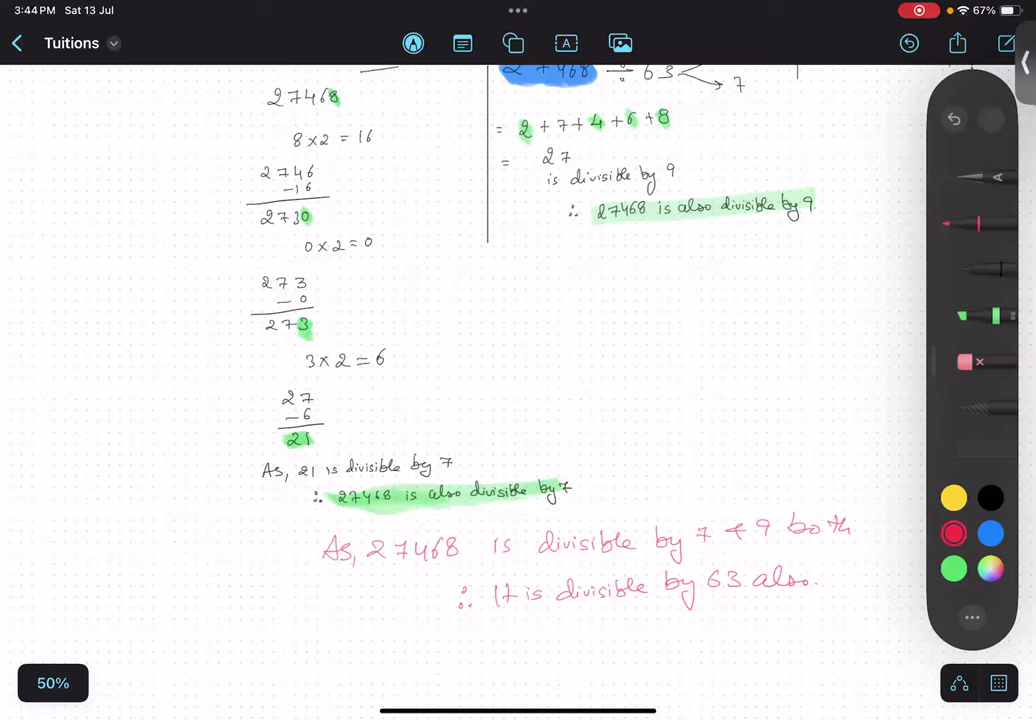 3:44 PM Sat 13 Jul
67%
Tuitions
27468
8 × 2 = 16
2746
-16
2730
0 × 2 = 0
273
- 0
273
3 × 2 = 6
27
- 6
21
As, 21 is divisible by 7
∴ 27468 is also divisible by 7
27468 ÷ 63
7
= 2 + 7 + 4 + 6 + 8
= 27
is divisible by 9
∴ 27468 is also divisible by 9.
As, 27468 is divisible by 7 & 9 both
∴ It is divisible by 63 also.
50%